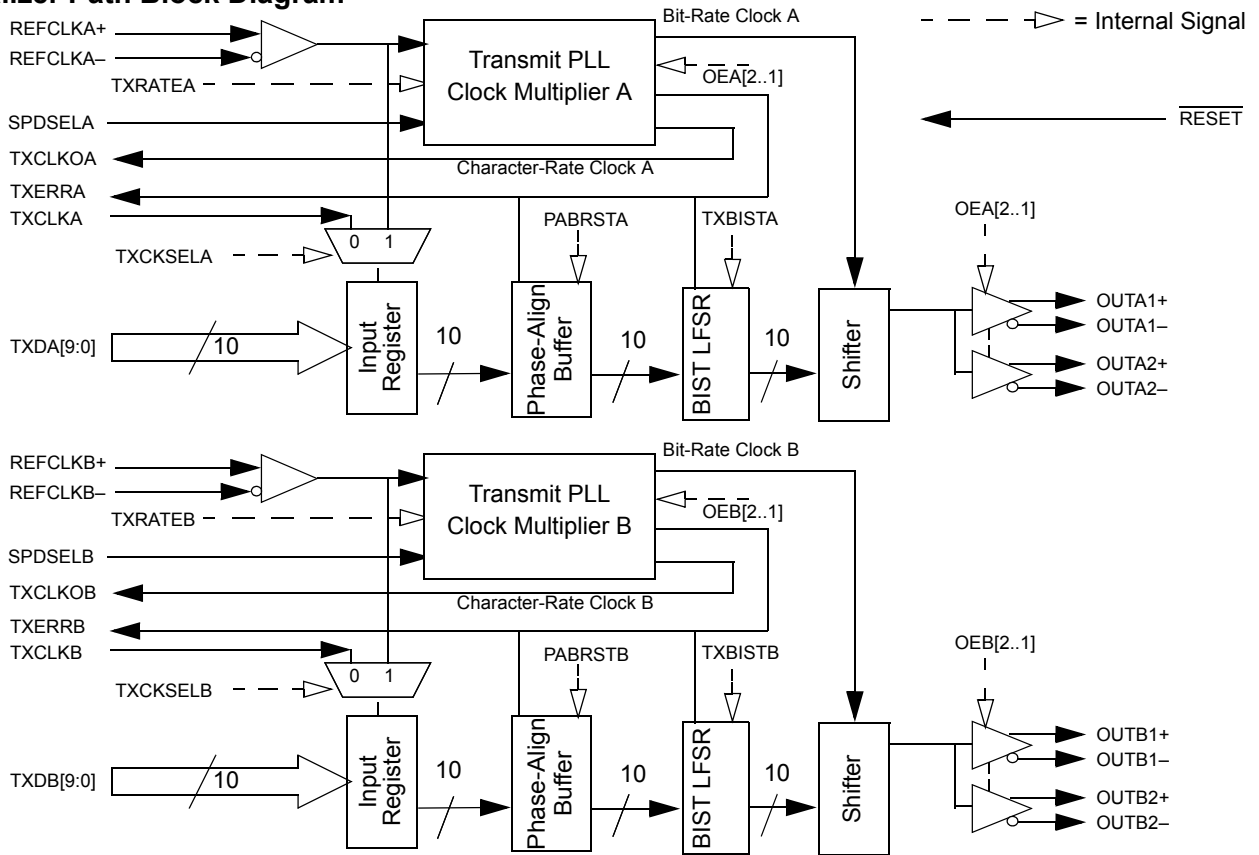 Path Block Diagram
Bit-Rate Clock A
= Internal Signal
REFCLKA+
REFCLKA–
TXRATEA
SPDSELA
TXCLKOA
TXERRA
TXCLKA
Transmit PLL
Clock Multiplier A
OEA[2..1]
RESET
Character-Rate Clock A
0 1
TXCKSELA
PABRSTA
TXBISTA
OEA[2..1]
TXDA[9:0]
10
Input
Register
10
Phase-Align
Buffer
10
BIST LFSR
10
Shifter
OUTA1+
OUTA1–
OUTA2+
OUTA2–
Bit-Rate Clock B
REFCLKB+
REFCLKB–
TXRATEB
SPDSELB
TXCLKOB
TXERRB
TXCLKB
Transmit PLL
Clock Multiplier B
OEB[2..1]
Character-Rate Clock B
0 1
TXCKSELB
PABRSTB
TXBISTB
OEB[2..1]
TXDB[9:0]
10
Input
Register
10
Phase-Align
Buffer
10
BIST LFSR
10
Shifter
OUTB1+
OUTB1–
OUTB2+
OUTB2–